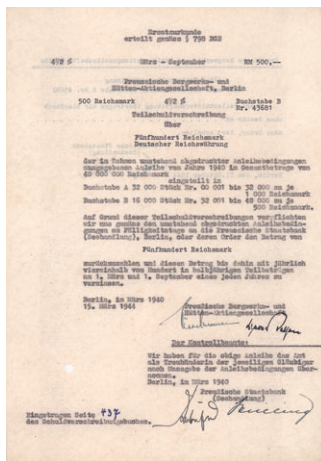 Ersatzurkunde
erteilt gemäss § 798 BGB
4½ % März - September RM 500,--
Preussische Bergwerks- und
Hütten-Aktiengesellschaft, Berlin
500 Reichsmark 4½ % Buchstabe B
Nr. 43681
Teilschuldverschreibung
über
Fünfhundert Reichsmark
Deutscher Reichswährung
der im Rahmen umstehend abgedruckter Anleihebedingungen
ausgegebenen Anleihe vom Jahre 1940 im Gesamtbetrage von
40 000 000 Reichsmark
eingeteilt in
Buchstabe A 32 000 Stück Nr. 00 001 bis 32 000 zu je
1 000 Reichsmark
Buchstabe B 16 000 Stück Nr. 32 001 bis 48 000 zu je
500 Reichsmark.
Auf Grund dieser Teilschuldverschreibungen verpflichten
wir uns gemäss den umstehend abgedruckten Anleihebedin-
gungen am Fälligkeitstage an die Preussische Staatsbank
(Seehandlung), Berlin, oder deren Order den Betrag von
Fünfhundert Reichsmark
zurückzuzahlen und diesen Betrag bis dahin mit jährlich
viereinhalb vom Hundert in halbjährigen Teilbeträgen
am 1. März und 1. September eines jeden Jahres zu
verzinsen.
Berlin, im März 1940
15. März 1944
Preussische Bergwerks- und
Hütten-Aktiengesellschaft
Der Kontrollbeamte:
Wir haben für die obige Anleihe das Amt
als Treuhänderin der jeweiligen Gläubiger
nach Massgabe der Anleihebedingungen über-
nommen.
Berlin, im März 1940
Preußische Staatsbank
(Seehandlung)
Eingetragen Seite 437
des Schuldverschreibungsbuches.